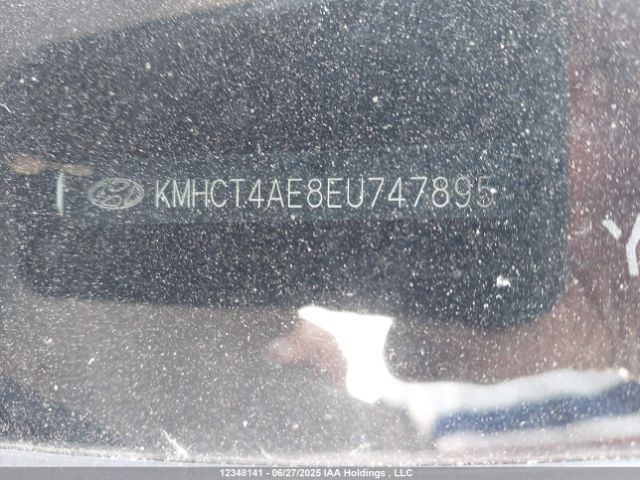 KMHCT4AE8EU747895
Y
12348141 - 06/27/2025 IAA Holdings , LLC